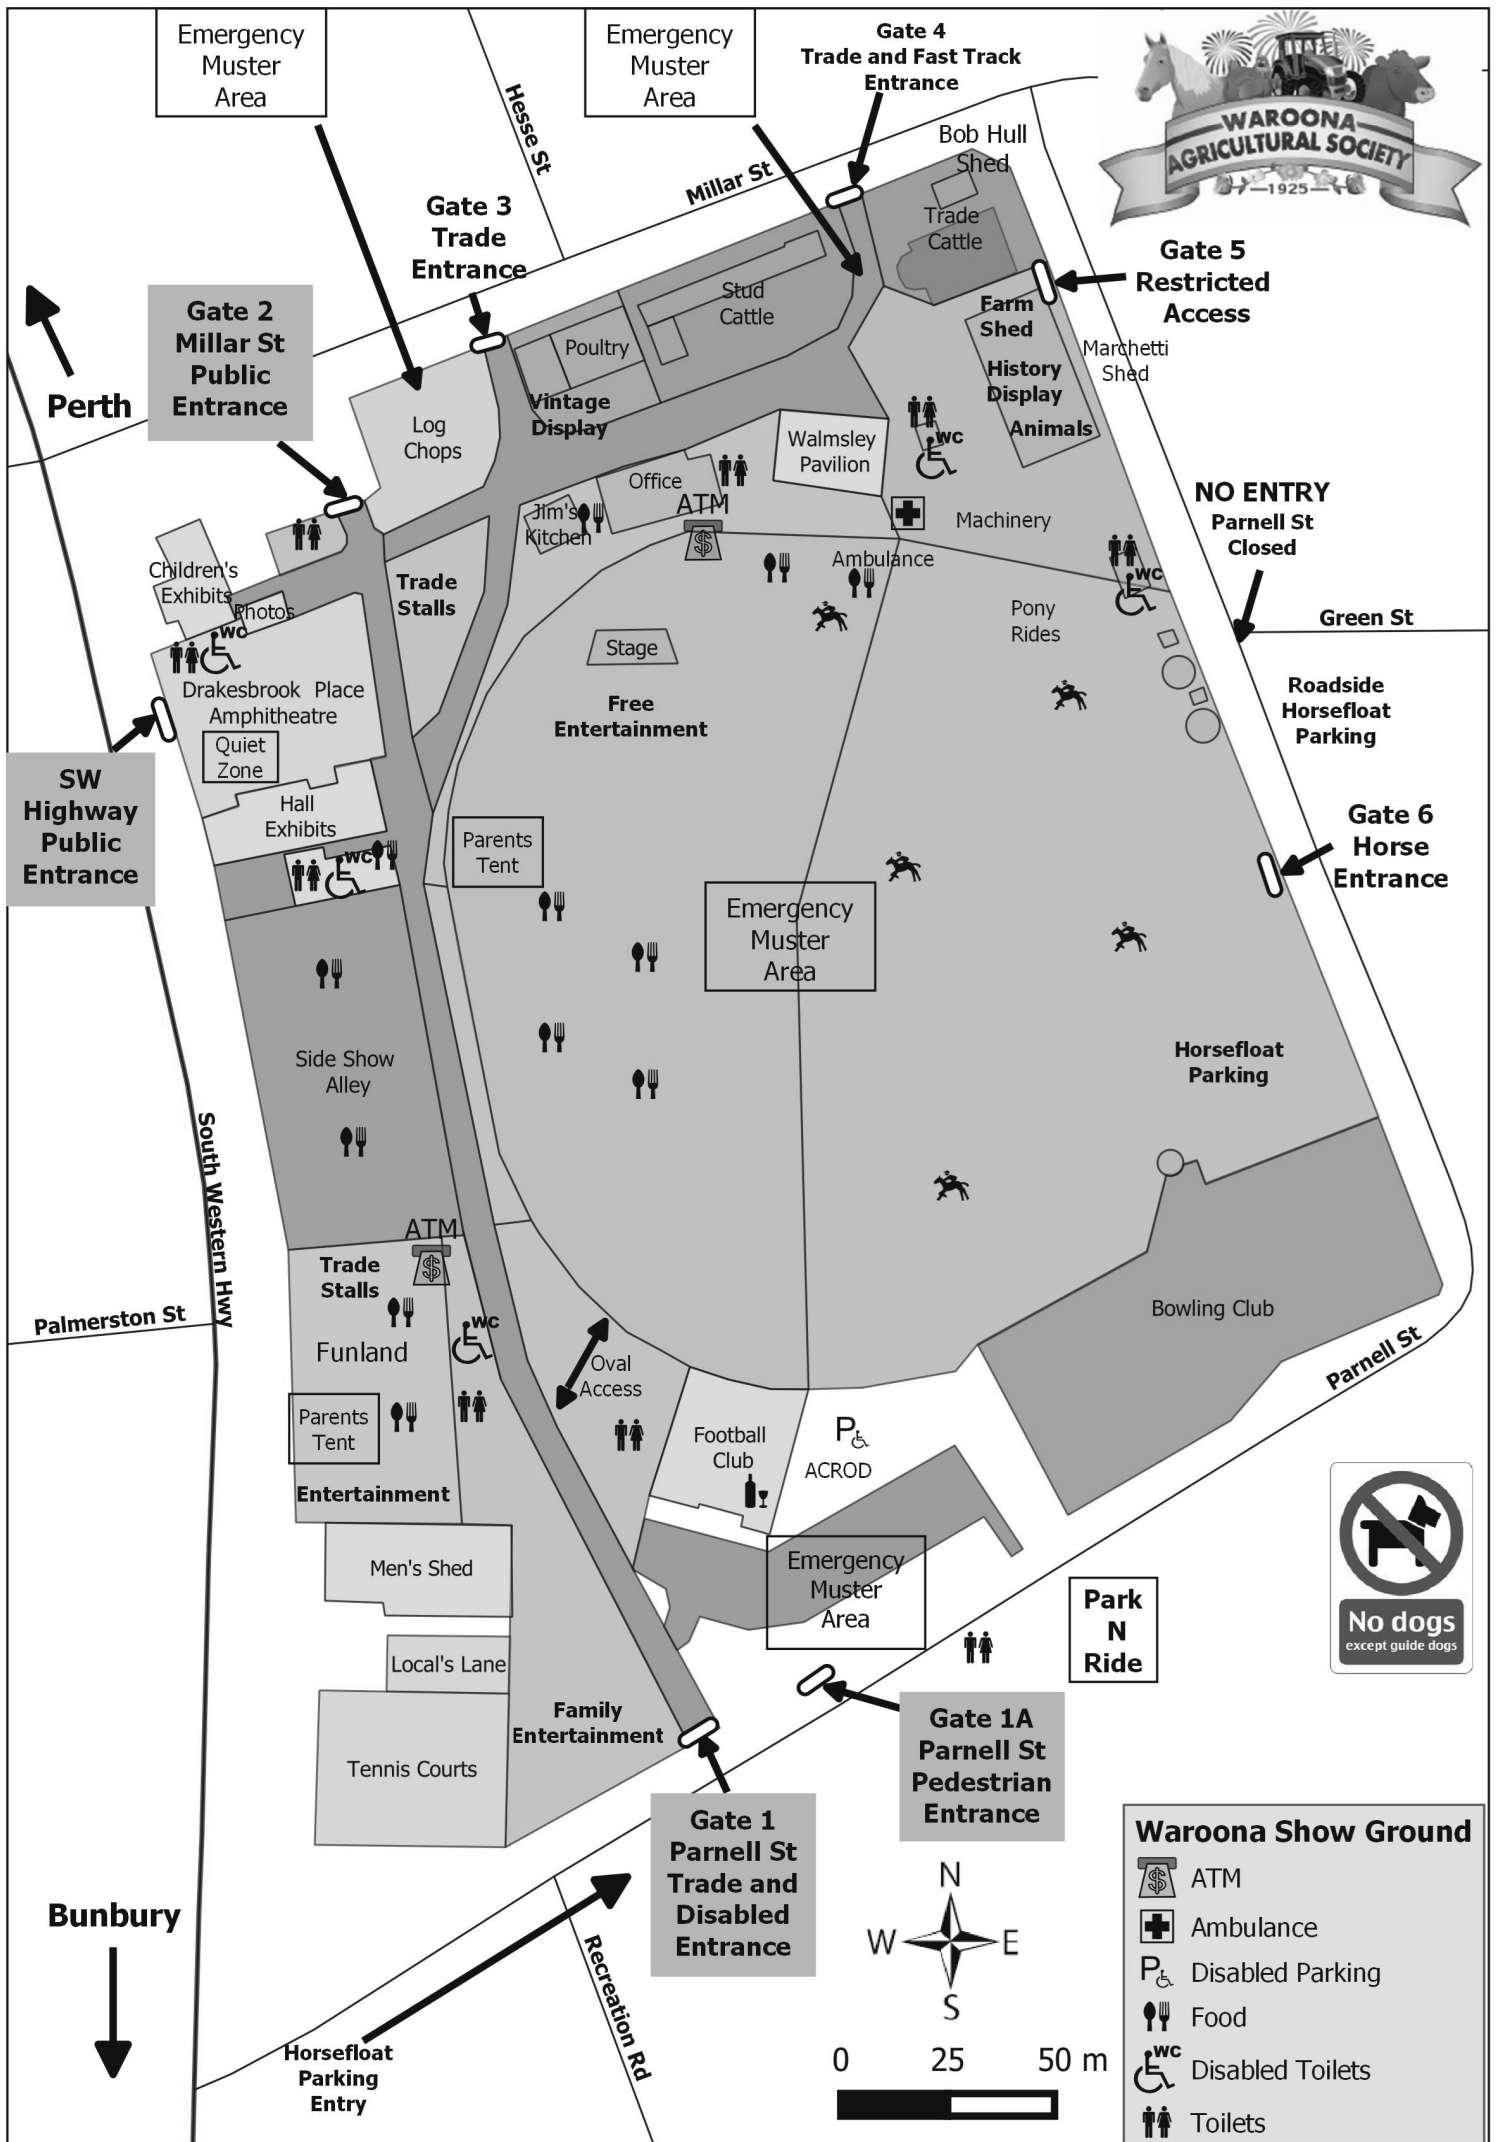 Emergency
Muster
Area
Emergency
Muster
Area
Gate 4
Trade and Fast Track
Entrance
WAROONA
AGRICULTURAL SOCIETY
1925
Hesse St
Millar St
Bob Hull
Shed
Trade
Cattle
Gate 3
Trade
Entrance
Gate 5
Restricted
Access
Gate 2
Millar St
Public
Entrance
Perth
Stud
Cattle
Poultry
Farm
Shed
Marchetti
Shed
History
Display
Animals
Vintage
Display
Log
Chops
Walmsley
Pavilion
WC
Office
ATM
$
Jim's
Kitchen
Machinery
Ambulance
NO ENTRY
Parnell St
Closed
Children's
Exhibits
Photos
Trade
Stalls
WC
WC
Pony
Rides
Green St
Stage
Free
Entertainment
Drakesbrook Place
Amphitheatre
Quiet
Zone
Roadside
Horsefloat
Parking
SW
Highway
Public
Entrance
Hall
Exhibits
WC
Parents
Tent
Gate 6
Horse
Entrance
Emergency
Muster
Area
Side Show
Alley
Horsefloat
Parking
South Western Hwy
ATM
$
Trade
Stalls
Palmerston St
Funland
WC
Oval
Access
Bowling Club
Parnell St
Parents
Tent
Football
Club
P
ACROD
Entertainment
Men's Shed
Emergency
Muster
Area
Park
N
Ride
No dogs
except guide dogs
Local's Lane
Family
Entertainment
Tennis Courts
Gate 1A
Parnell St
Pedestrian
Entrance
Gate 1
Parnell St
Trade and
Disabled
Entrance
Bunbury
Recreation Rd
Horsefloat
Parking
Entry
N
W E
S
0 25 50 m
Waroona Show Ground
$ ATM
Ambulance
P Disabled Parking
Food
WC Disabled Toilets
Toilets